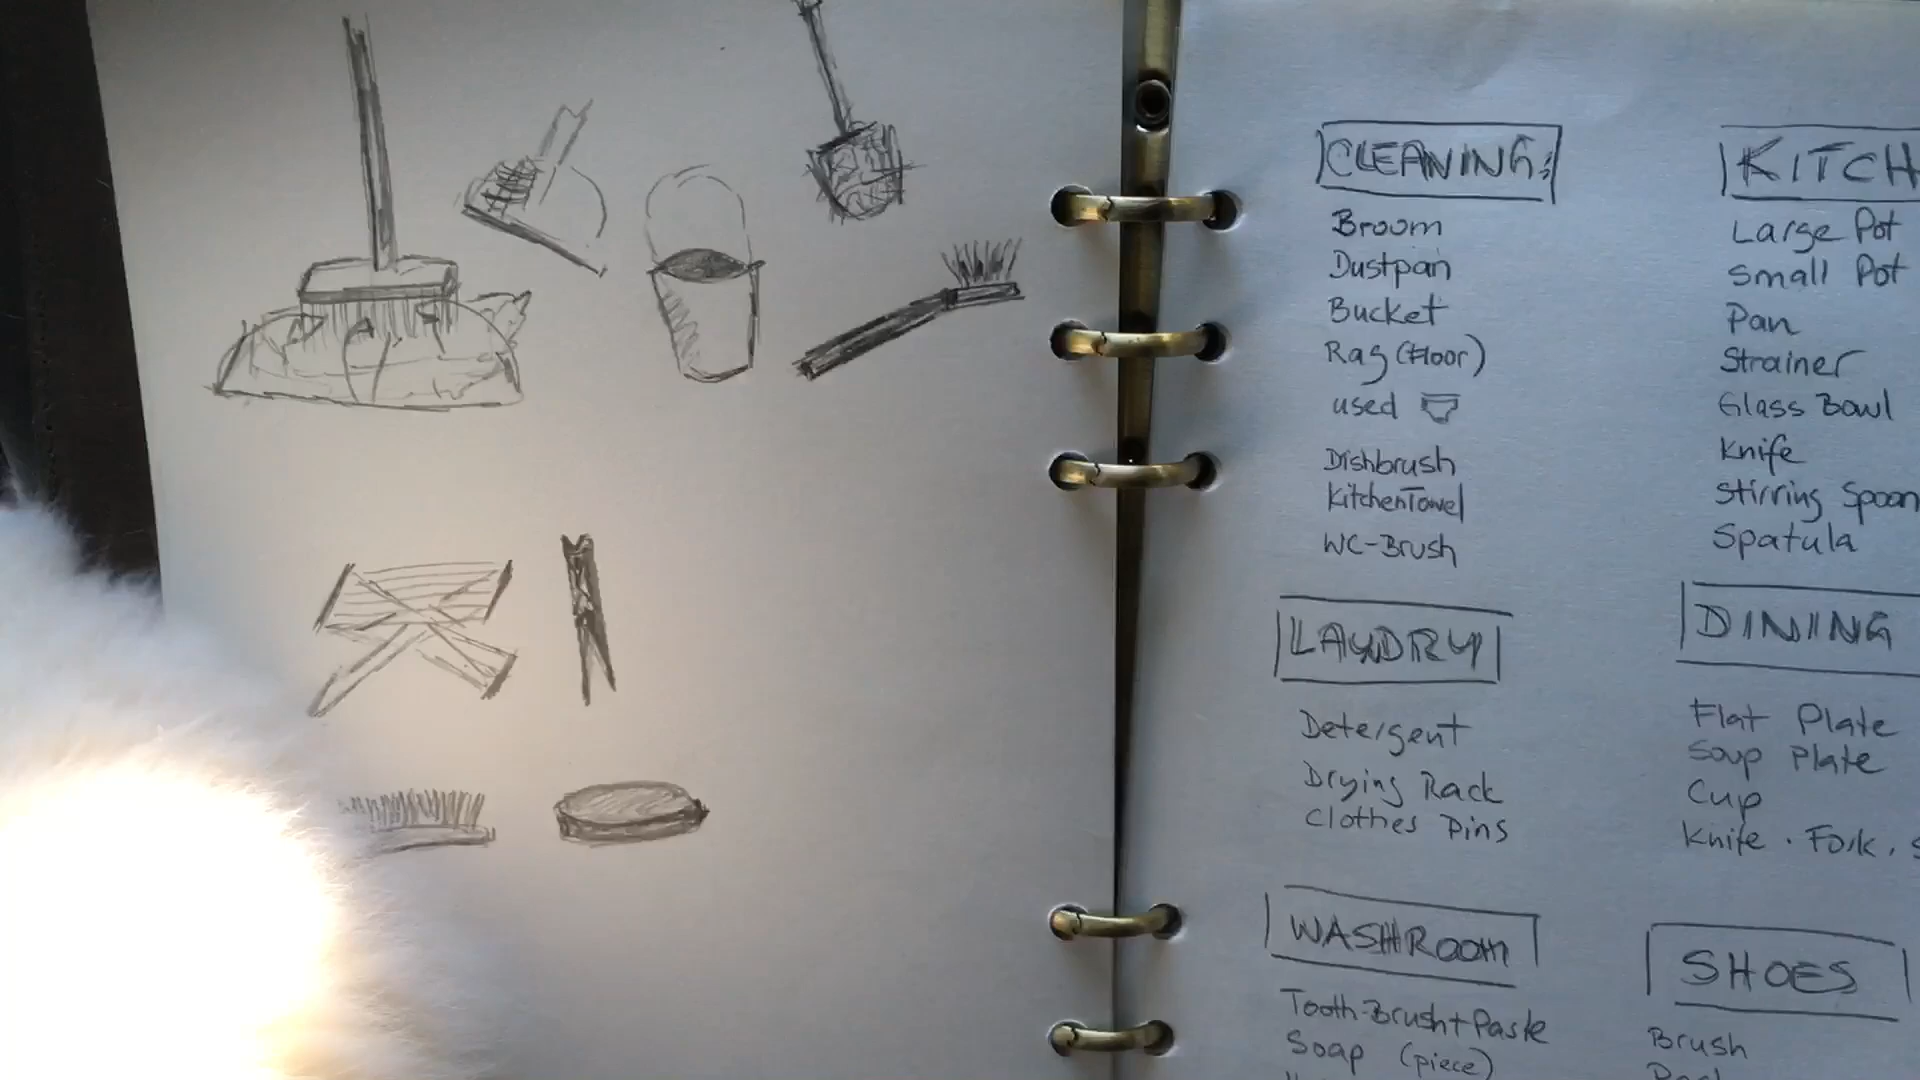 CLEANING:
Broom
Dustpan
Bucket
Rag (Floor)
used
Dishbrush
KitchenTowel
WC-Brush
LAUNDRY
Detergent
Drying Rack
Clothes Pins
WASHROOM
Tooth-Brush+Paste
Soap (piece)
KITCH
Large Pot
Small Pot
Pan
Strainer
Glass Bowl
Knife
Stirring Spoon
Spatula
DINING
Flat Plate
Soup Plate
Cup
Knife . Fork .
SHOES
Brush